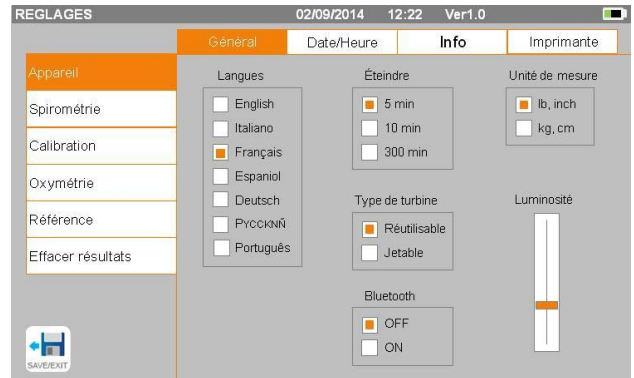 REGLAGES 02/09/2014 12:22 Ver1.0
Général Date/Heure Info Imprimante
Appareil
Spirométrie
Calibration
Oxymétrie
Référence
Effacer résultats
SAVE/EXIT
Langues
English
Italiano
Français
Espaniol
Deutsch
Русскиñ
Português
Éteindre
5 min
10 min
300 min
Type de turbine
Réutilisable
Jetable
Bluetooth
OFF
ON
Unité de mesure
lb, inch
kg, cm
Luminosité